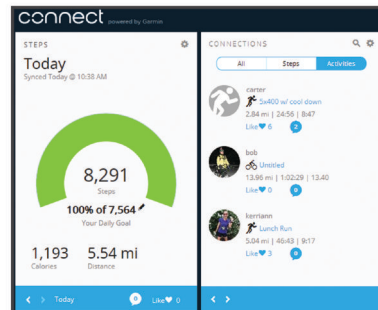 connect powered by Garmin
STEPS
Today
Synced Today @ 10:38 AM
8,291
Steps
100% of 7,564
Your Daily Goal
1,193
Calories
5.54 mi
Distance
Today
0
Like 0
CONNECTIONS
All
Steps
Activities
carter
5x400 w/ cool down
2.84 mi | 24:56 | 8:47
Like 6
2
bob
Untitled
13.96 mi | 1:02:29 | 13.40
Like 0
0
kerriann
Lunch Run
5.04 mi | 46:43 | 9:17
Like 3
0